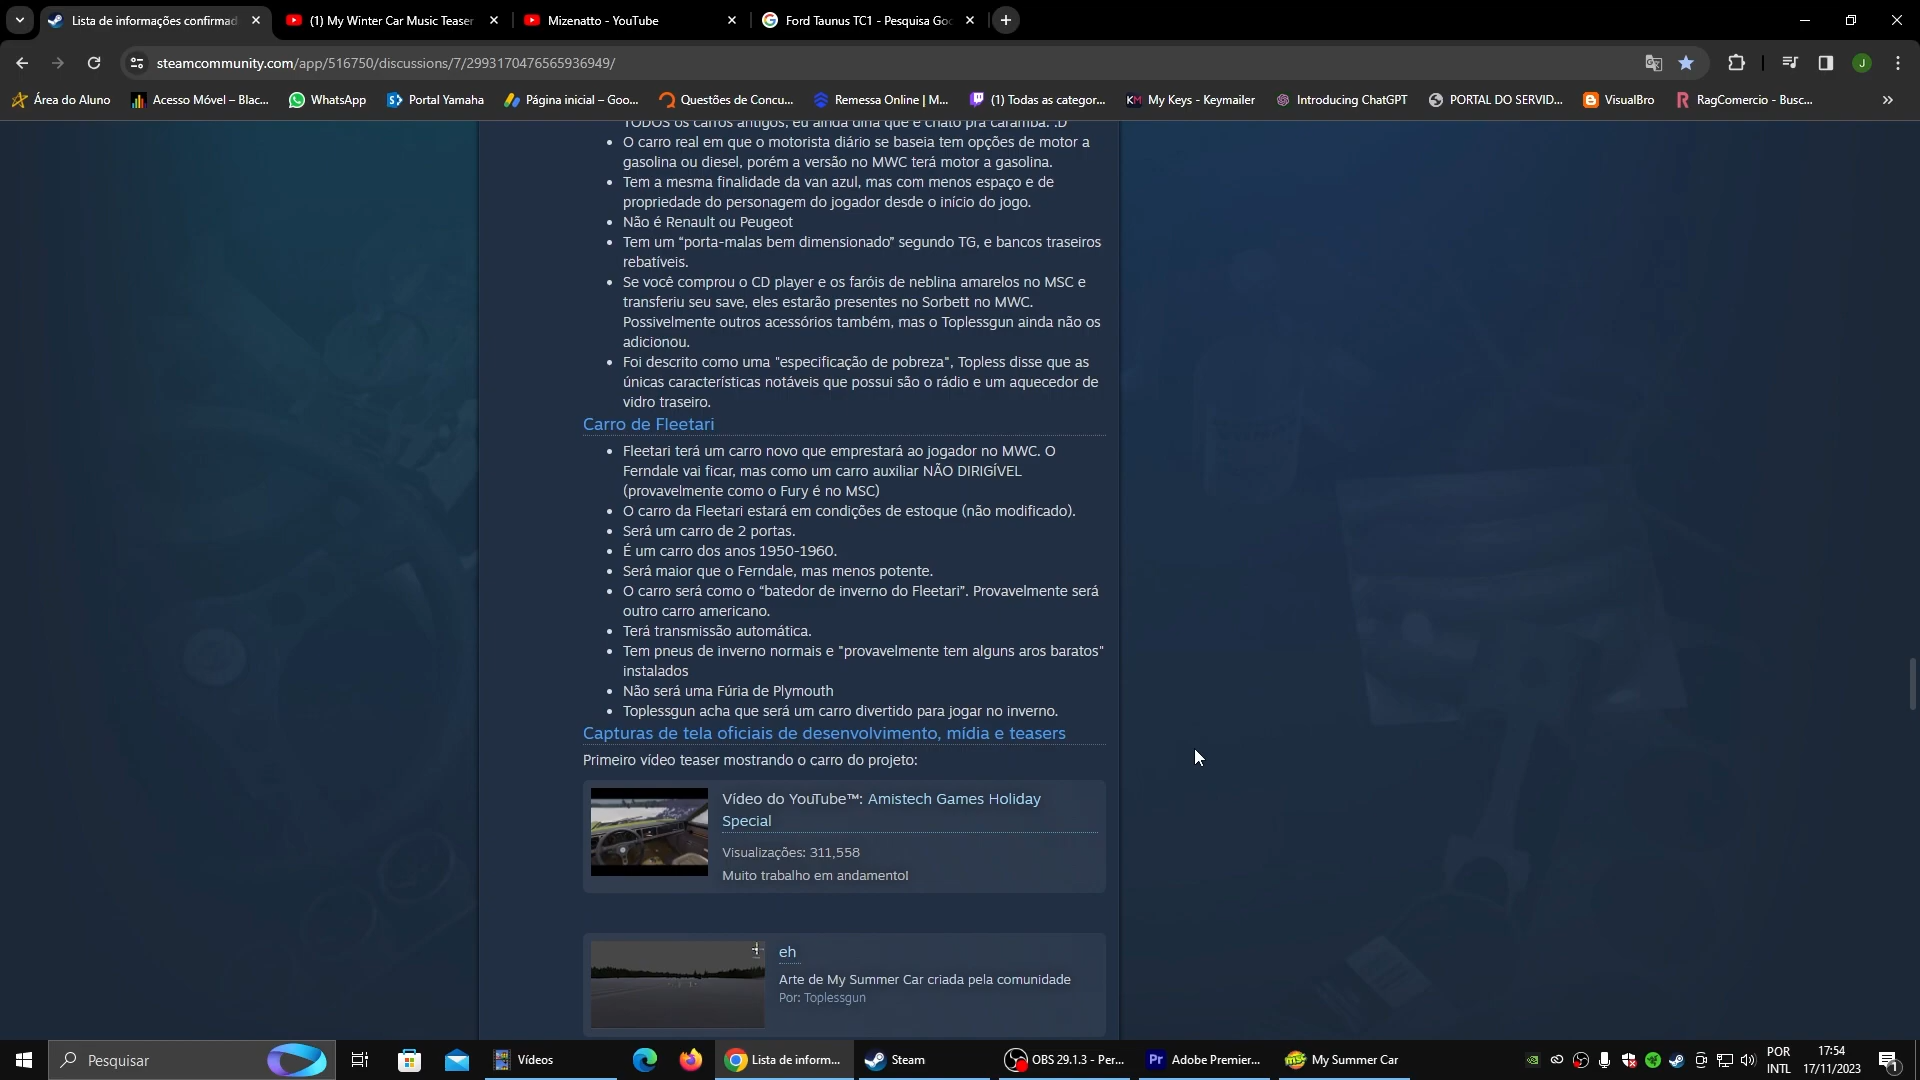 Lista de informações confirmad
(1) My Winter Car Music Teaser
Mizenatto - YouTube
Ford Taunus TC1 - Pesquisa Goo
steamcommunity.com/app/516750/discussions/7/2993170476565936949/
J
Área do Aluno
Acesso Móvel – Blac...
WhatsApp
Portal Yamaha
Página inicial – Goo...
Questões de Concu...
Remessa Online | M...
(1) Todas as categor...
KM
My Keys - Keymailer
Introducing ChatGPT
PORTAL DO SERVID...
VisualBro
RagComercio - Busc...
TODOS os carros antigos, eu ainda diria que é chato pra caramba. :D
O carro real em que o motorista diário se baseia tem opções de motor a
gasolina ou diesel, porém a versão no MWC terá motor a gasolina.
Tem a mesma finalidade da van azul, mas com menos espaço e de
propriedade do personagem do jogador desde o início do jogo.
Não é Renault ou Peugeot
Tem um “porta-malas bem dimensionado” segundo TG, e bancos traseiros
rebatíveis.
Se você comprou o CD player e os faróis de neblina amarelos no MSC e
transferiu seu save, eles estarão presentes no Sorbett no MWC.
Possivelmente outros acessórios também, mas o Toplessgun ainda não os
adicionou.
Foi descrito como uma "especificação de pobreza", Topless disse que as
únicas características notáveis que possui são o rádio e um aquecedor de
vidro traseiro.
Carro de Fleetari
Fleetari terá um carro novo que emprestará ao jogador no MWC. O
Ferndale vai ficar, mas como um carro auxiliar NÃO DIRIGÍVEL
(provavelmente como o Fury é no MSC)
O carro da Fleetari estará em condições de estoque (não modificado).
Será um carro de 2 portas.
É um carro dos anos 1950-1960.
Será maior que o Ferndale, mas menos potente.
O carro será como o “batedor de inverno do Fleetari”. Provavelmente será
outro carro americano.
Terá transmissão automática.
Tem pneus de inverno normais e "provavelmente tem alguns aros baratos"
instalados
Não será uma Fúria de Plymouth
Toplessgun acha que será um carro divertido para jogar no inverno.
Capturas de tela oficiais de desenvolvimento, mídia e teasers
Primeiro vídeo teaser mostrando o carro do projeto:
Vídeo do YouTube™: Amistech Games Holiday
Special
Visualizações: 311,558
Muito trabalho em andamento!
eh
Arte de My Summer Car criada pela comunidade
Por: Toplessgun
Pesquisar
Vídeos
Lista de inform...
Steam
OBS 29.1.3 - Per...
Pr
Adobe Premier...
My Summer Car
POR
INTL
17:54
17/11/2023
1